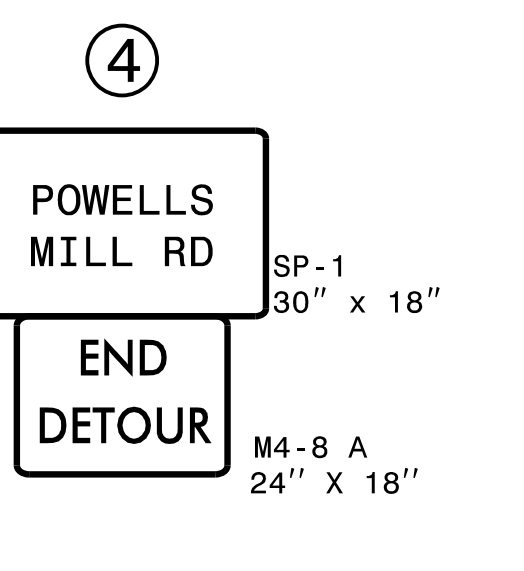 4
POWELLS
MILL RD
SP-1
30" x 18"
END
DETOUR
M4-8 A
24'' X 18''